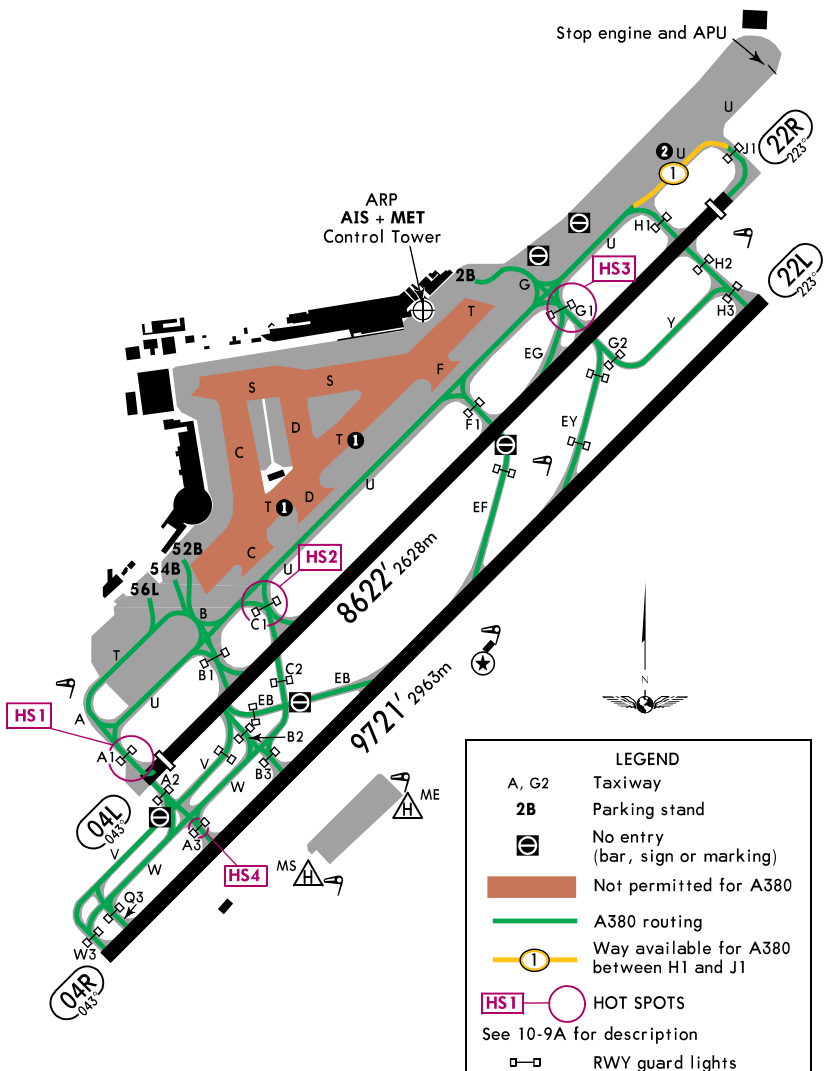 Stop engine and APU
U
22R
223°
J1
2 U
1
ARP
AIS + MET
Control Tower
H1
U
HS3
2B
G
H2
22L
223°
H3
G1
T
Y
EG
G2
F
S
S
F1
EY
D
T 1
C
U
EF
T 1
D
C
52B
HS2
U
54B
56L
B
C1
8622' 2628m
T
B1
C2
EB
N
U
EB
9721' 2963m
HS1
A
B2
A1
V
B3
A2
W
04L
043°
A3
H
ME
V
W
HS4
MS
H
Q3
W3
04R
043°
LEGEND
A, G2 Taxiway
2B Parking stand
No entry
(bar, sign or marking)
Not permitted for A380
A380 routing
1 Way available for A380
between H1 and J1
HS1 HOT SPOTS
See 10-9A for description
RWY guard lights